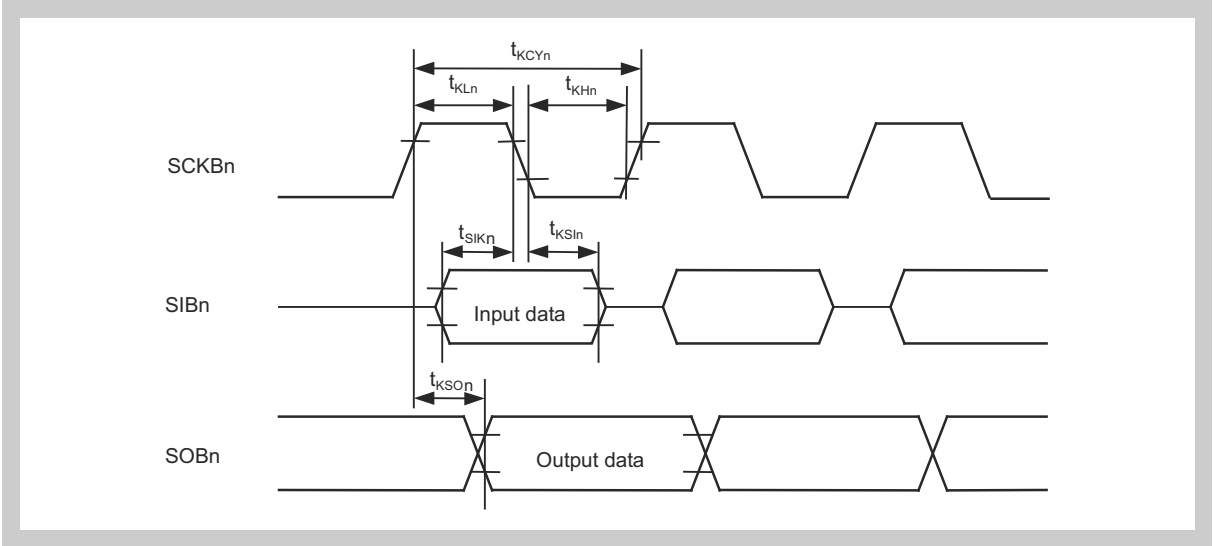 tKCYn
tKLn
tKHn
SCKBn
tSIKn
tKSIn
SIBn
Input data
tKSOn
SOBn
Output data